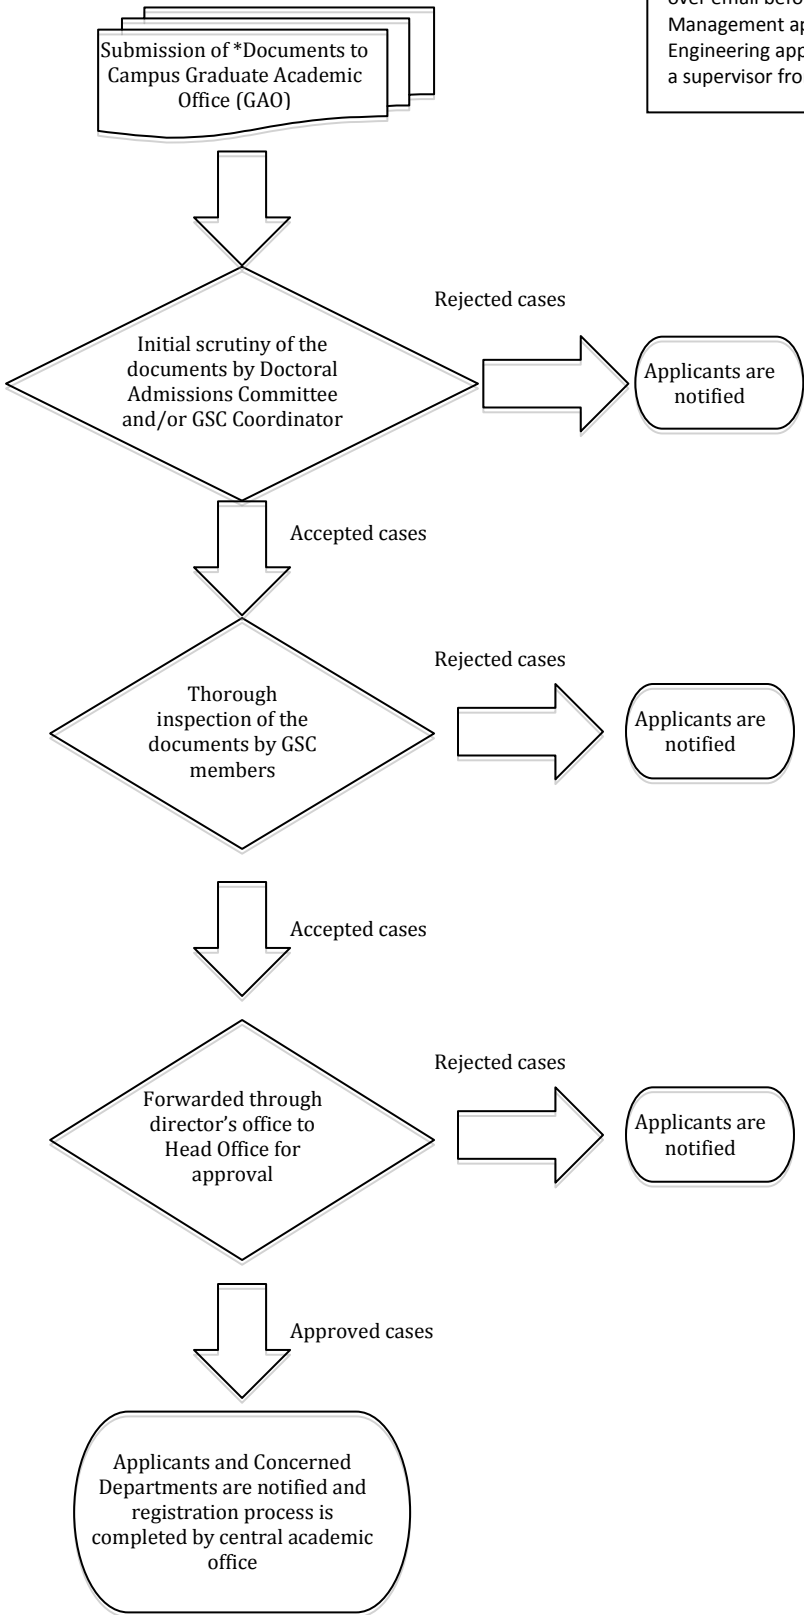 over email befo
Management ap
Engineering app
a supervisor fro
Submission of *Documents to
Campus Graduate Academic
Office (GAO)
Rejected cases
Initial scrutiny of the
documents by Doctoral
Admissions Committee
and/or GSC Coordinator
Applicants are
notified
Accepted cases
Rejected cases
Thorough
inspection of the
documents by GSC
members
Applicants are
notified
Accepted cases
Rejected cases
Forwarded through
director’s office to
Head Office for
approval
Applicants are
notified
Approved cases
Applicants and Concerned
Departments are notified and
registration process is
completed by central academic
office